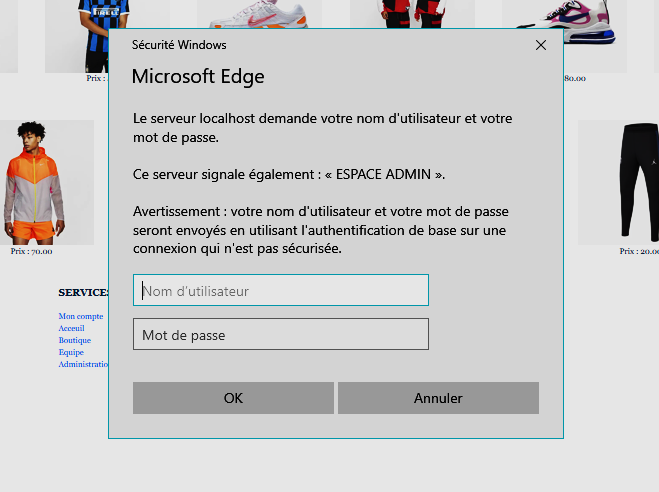 PIRELLI
Sécurité Windows
Microsoft Edge
Prix :
80.00
Le serveur localhost demande votre nom d'utilisateur et votre
mot de passe.
Ce serveur signale également : « ESPACE ADMIN ».
Avertissement : votre nom d'utilisateur et votre mot de passe
seront envoyés en utilisant l'authentification de base sur une
connexion qui n'est pas sécurisée.
Prix : 70.00
Prix : 20.00
Nom d'utilisateur
Mot de passe
OK
Annuler
SERVICES
Mon compte
Acceuil
Boutique
Equipe
Administratio